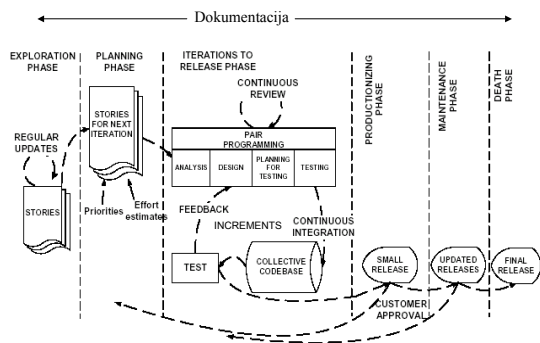 Dokumentacija
EXPLORATION
PHASE
PLANNING
PHASE
ITERATIONS TO
RELEASE PHASE
PRODUCTIONIZING
PHASE
MAINTENANCE
PHASE
DEATH
PHASE
REGULAR
UPDATES
STORIES
STORIES
FOR NEXT
ITERATION
Priorities
Effort
estimates
CONTINUOUS
REVIEW
PAIR
PROGRAMMING
ANALYSIS
DESIGN
PLANNING
FOR
TESTING
TESTING
FEEDBACK
INCREMENTS
CONTINUOUS
INTEGRATION
TEST
COLLECTIVE
CODEBASE
SMALL
RELEASE
UPDATED
RELEASES
FINAL
RELEASE
CUSTOMER
APPROVAL